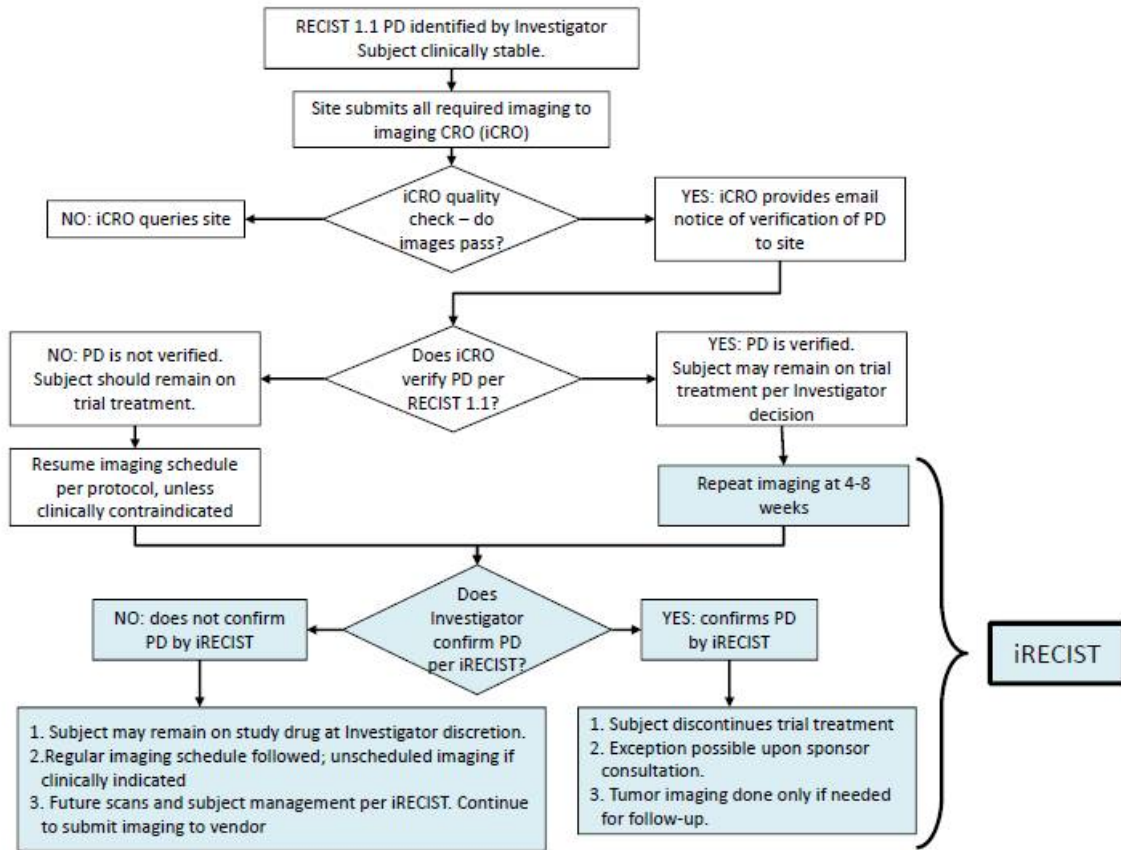 RECIST 1.1 PD identified by Investigator
Subject clinically stable.
Site submits all required imaging to
imaging CRO (iCRO)
NO: iCRO queries site
iCRO quality
check – do
images pass?
YES: iCRO provides email
notice of verification of PD
to site
NO: PD is not verified.
Subject should remain on
trial treatment.
Does iCRO
verify PD per
RECIST 1.1?
YES: PD is verified.
Subject may remain on trial
treatment per Investigator
decision
Resume imaging schedule
per protocol, unless
clinically contraindicated
Repeat imaging at 4-8
weeks
NO: does not confirm
PD by iRECIST
Does
Investigator
confirm PD
per iRECIST?
YES: confirms PD
by iRECIST
iRECIST
1. Subject may remain on study drug at Investigator discretion.
2.Regular imaging schedule followed; unscheduled imaging if
clinically indicated
3. Future scans and subject management per iRECIST. Continue
to submit imaging to vendor
1. Subject discontinues trial treatment
2. Exception possible upon sponsor
consultation.
3. Tumor imaging done only if needed
for follow-up.